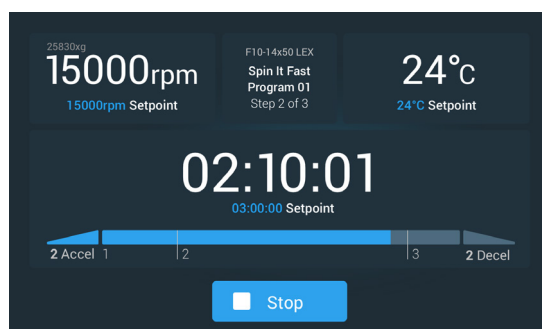 25830xg
15000rpm
15000rpm Setpoint
F10-14x50 LEX
Spin It Fast
Program 01
Step 2 of 3
24°C
24°C Setpoint
02:10:01
03:00:00 Setpoint
2 Accel 1 2 3 2 Decel
Stop